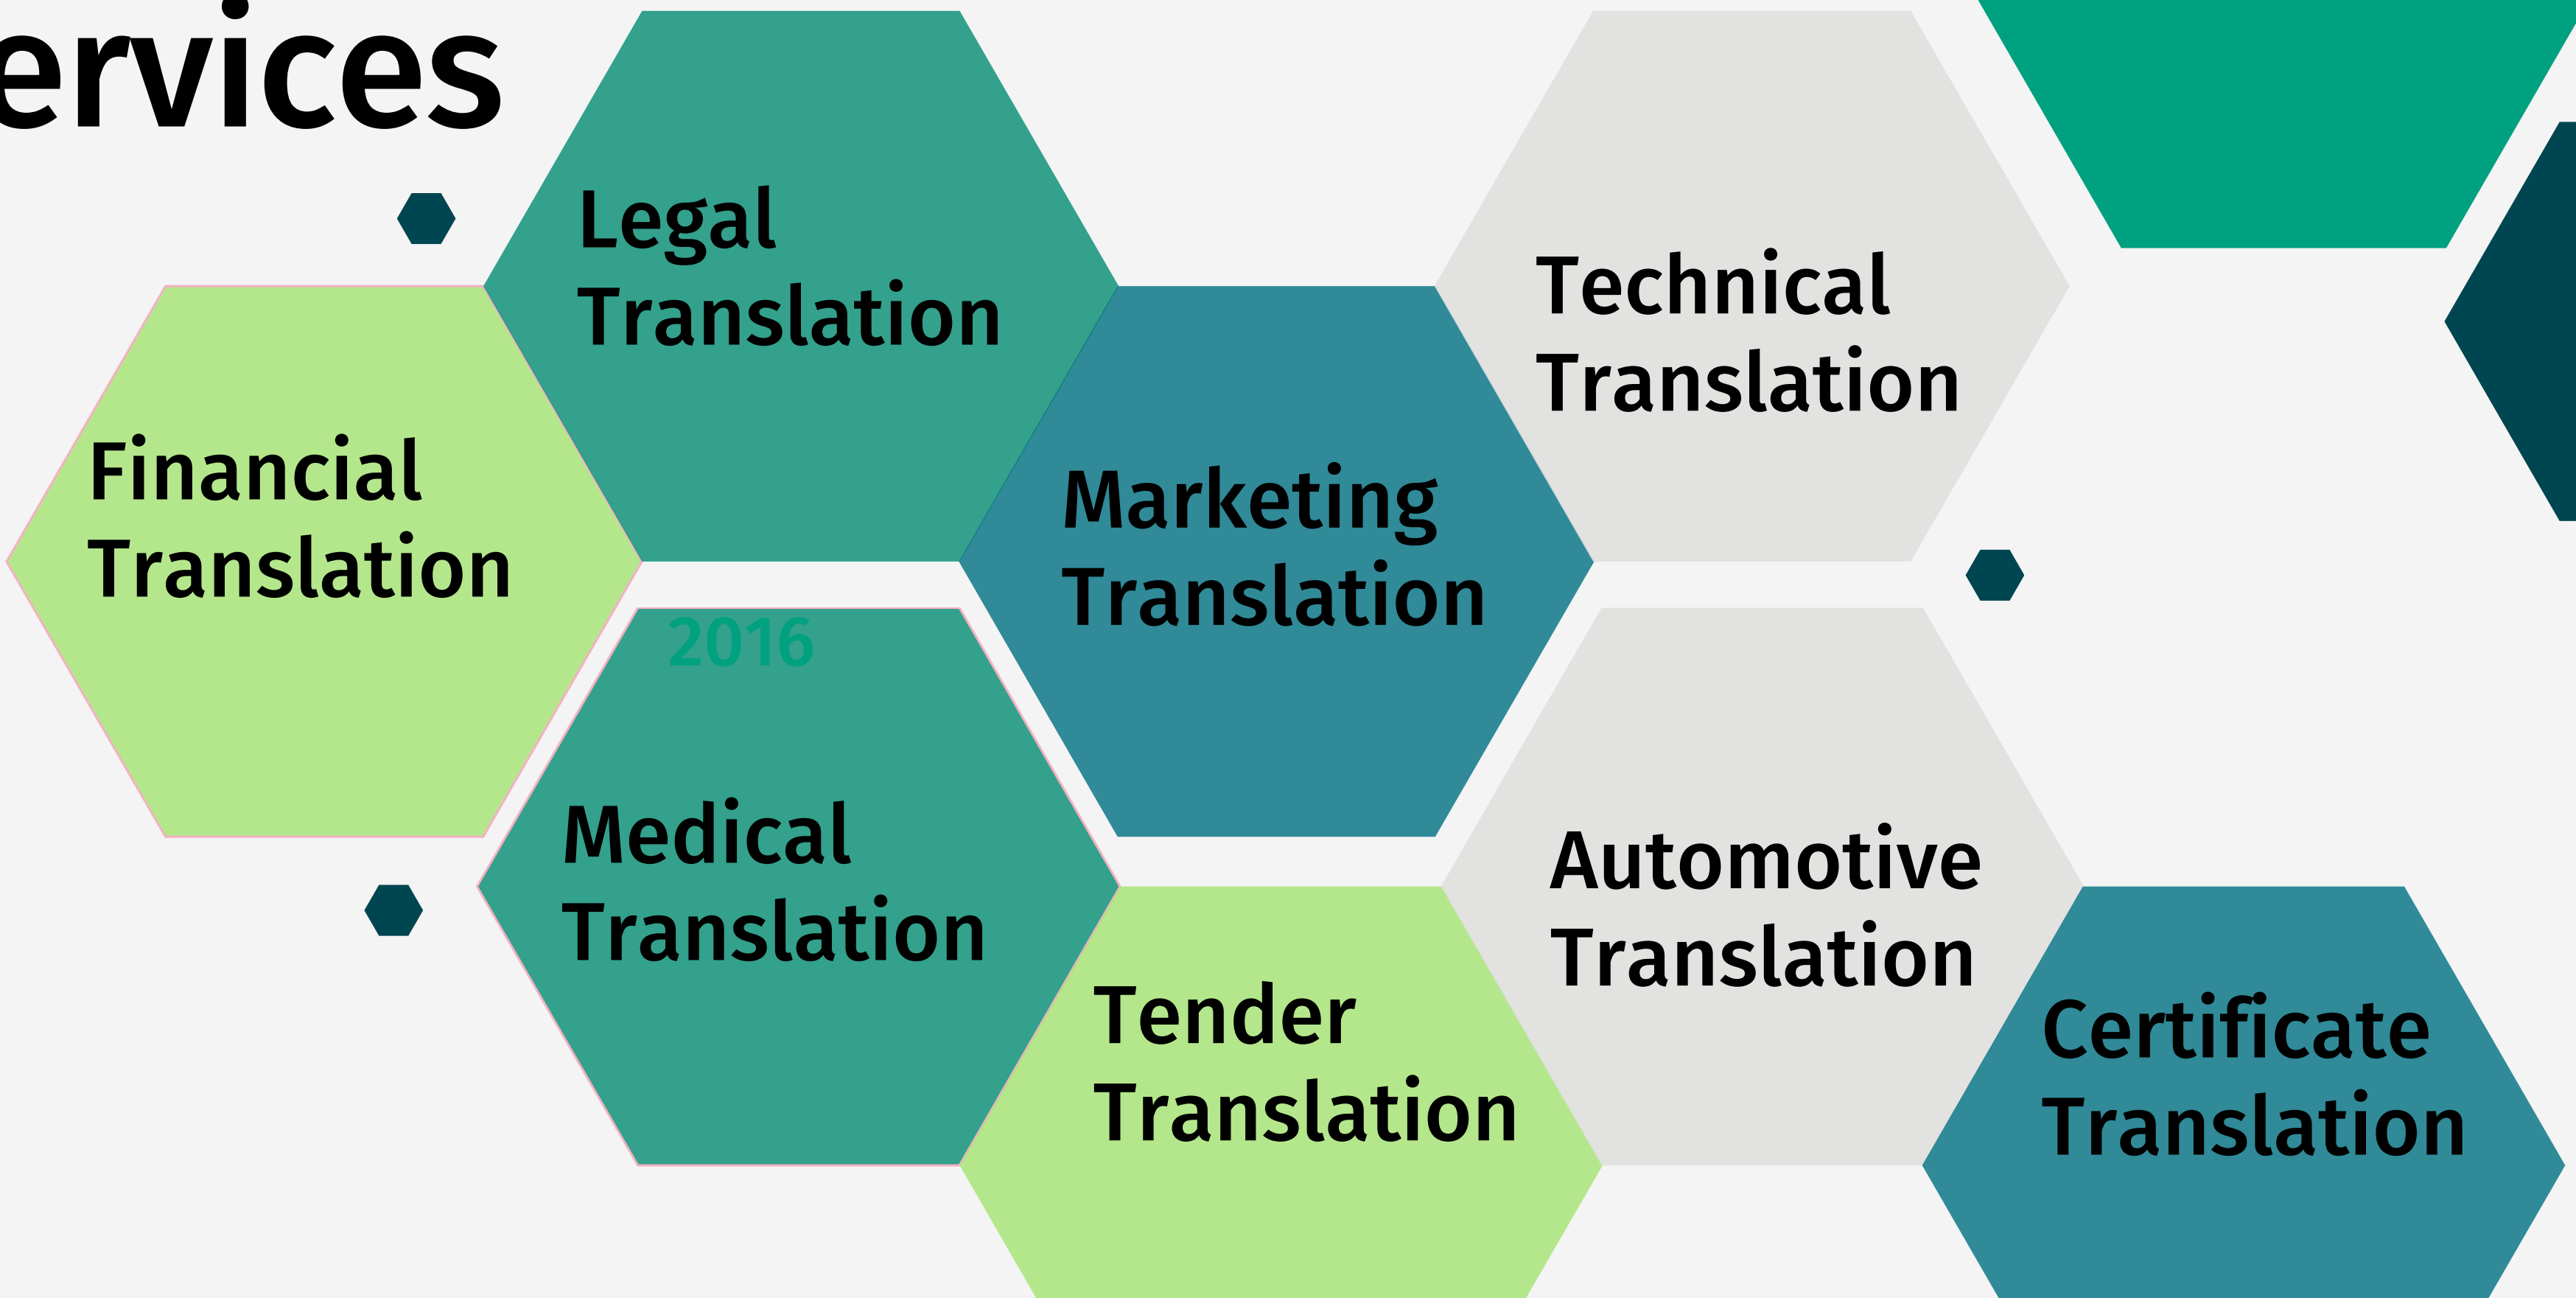 ervices
Legal
Translation
Technical
Translation
Financial
Translation
Marketing
Translation
2016
Medical
Translation
Automotive
Translation
Tender
Translation
Certificate
Translation